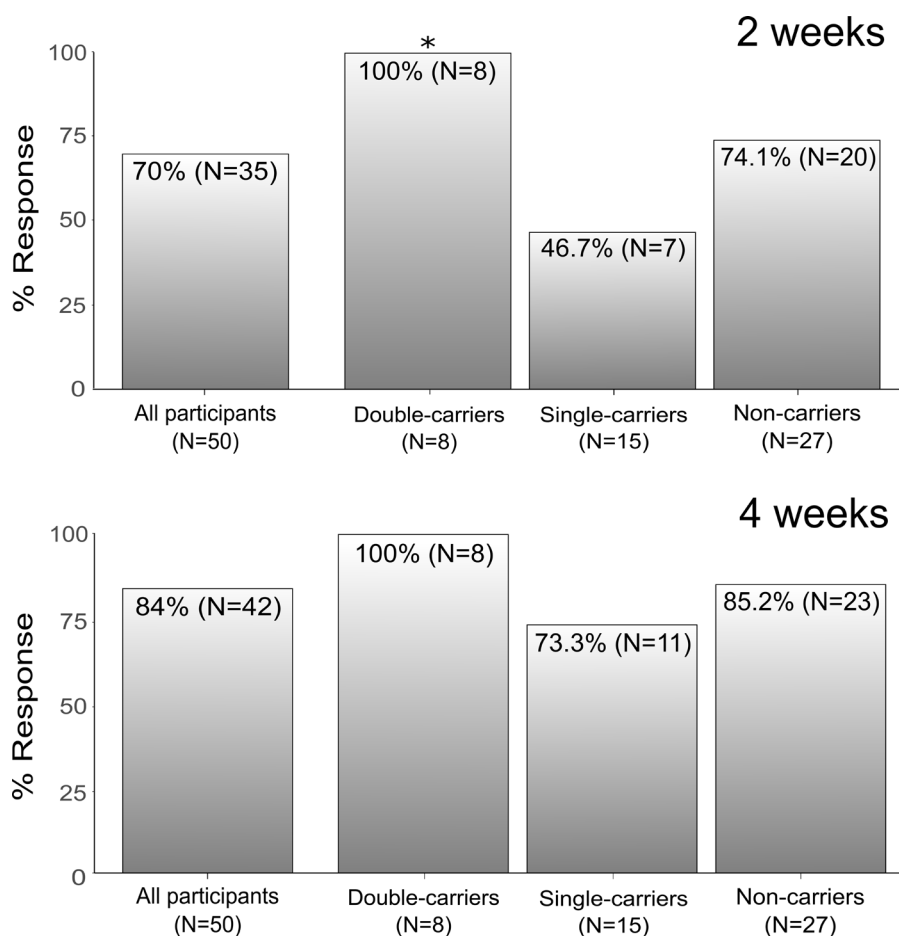 2 weeks
*
% Response
100
75
50
25
0
70% (N=35)
100% (N=8)
46.7% (N=7)
74.1% (N=20)
All participants
(N=50)
Double-carriers
(N=8)
Single-carriers
(N=15)
Non-carriers
(N=27)
4 weeks
% Response
100
75
50
25
0
84% (N=42)
100% (N=8)
73.3% (N=11)
85.2% (N=23)
All participants
(N=50)
Double-carriers
(N=8)
Single-carriers
(N=15)
Non-carriers
(N=27)